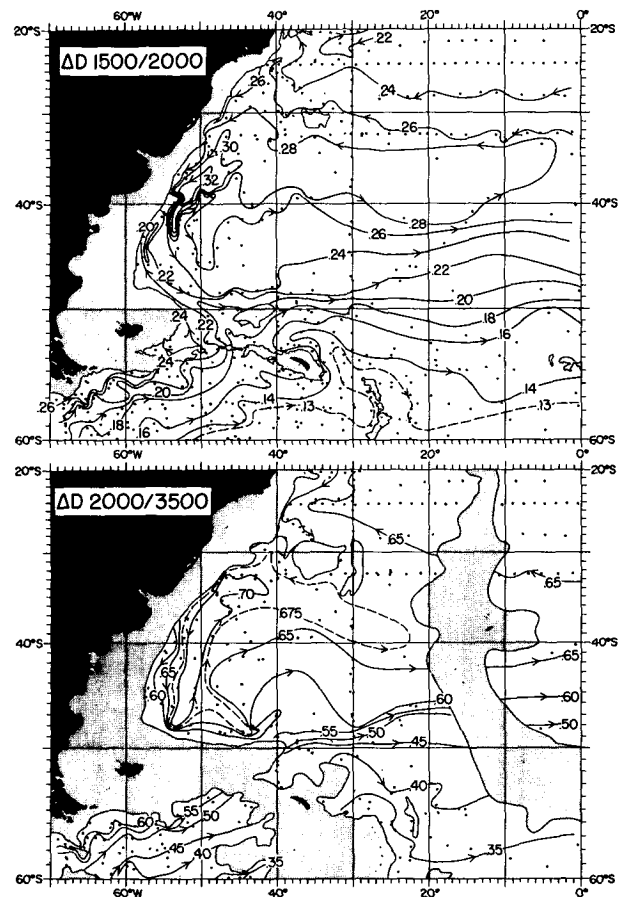 60°W 40° 20° 0°
20°S 20°S
ΔD 1500/2000
.22
.26
.24 .24
.26
.28
.30
.32
40°S 40°S
.20 .28
.26
.24
.22 .22
.20
.24 .22 .18
.16
.24
.26 .20 .14 .14
.18 .13 .13
.16
60°S 60°S
60°W 40° 20° 0°
20°S 20°S
ΔD 2000/3500
.65
.65
.70
.675
40°S .65 40°S
.65 .65
.60 .60 .60
.55 .50 .50
.45
.40
.60 .55 .50
.45 .40 .35 .35
60°S 60°S
60°W 40° 20° 0°